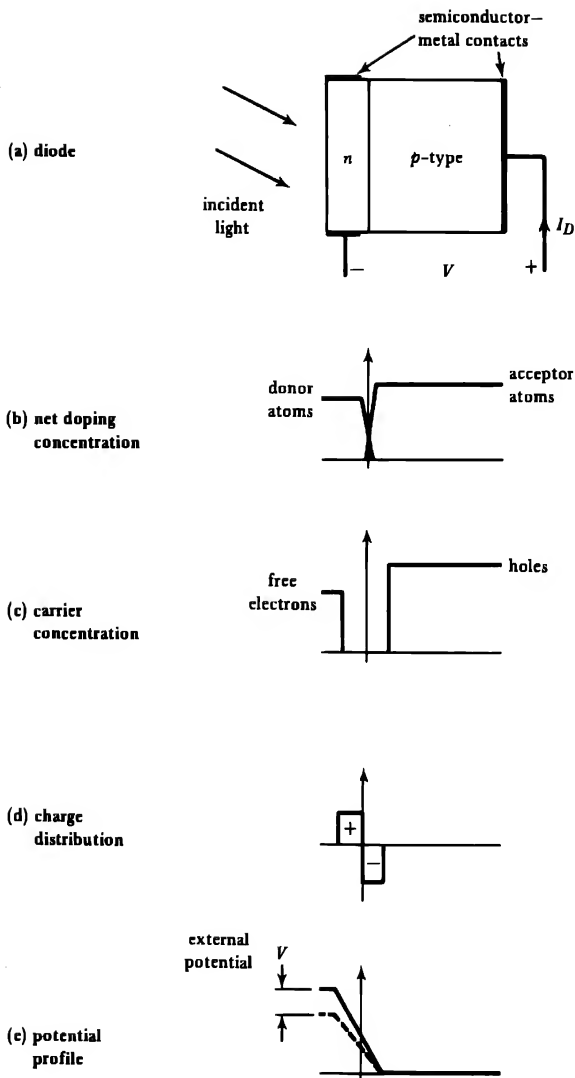 semiconductor–
metal contacts
(a) diode
n
p-type
incident
light
I_D
– V +
donor
atoms
acceptor
atoms
(b) net doping
concentration
free
electrons
holes
(c) carrier
concentration
(d) charge
distribution
+
–
external
potential
V
(e) potential
profile